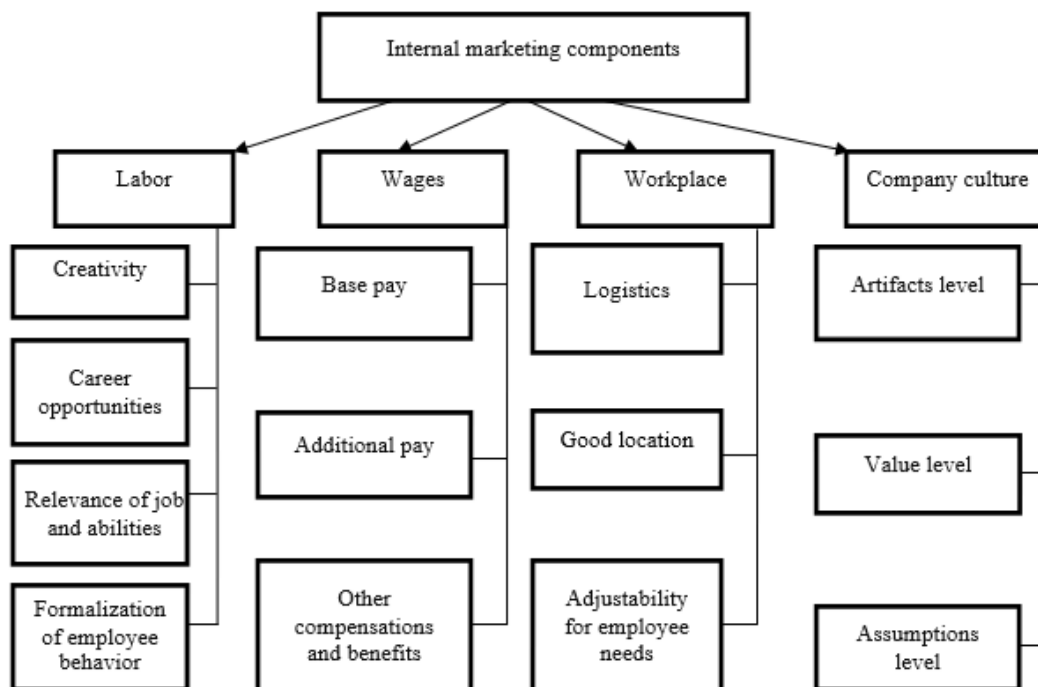 Internal marketing components
Labor
Wages
Workplace
Company culture
Creativity
Career
opportunities
Relevance of job
and abilities
Formalization
of employee
behavior
Base pay
Additional pay
Other
compensations
and benefits
Logistics
Good location
Adjustability
for employee
needs
Artifacts level
Value level
Assumptions
level